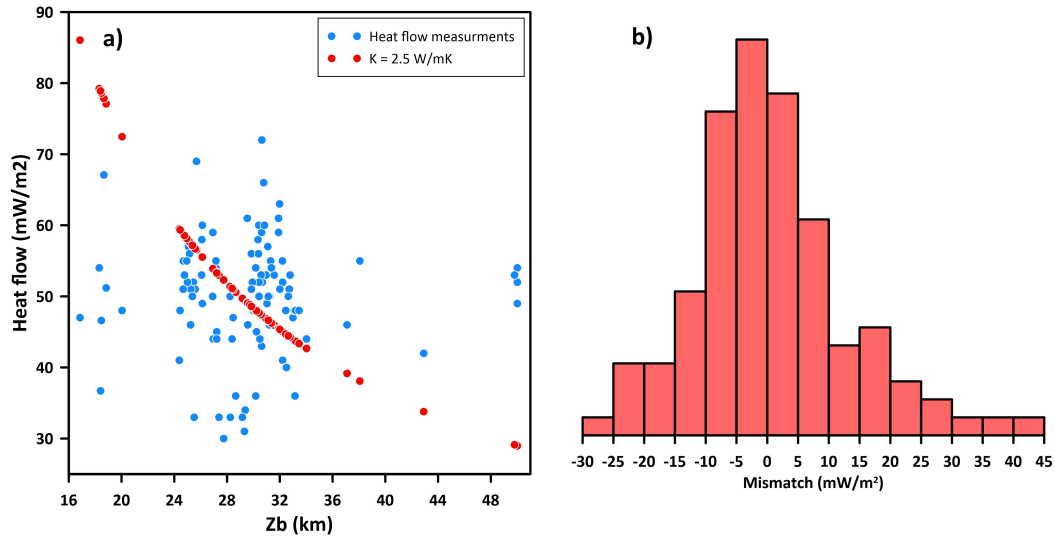 a)
Heat flow measurments
K = 2.5 W/mK
Heat flow (mW/m2)
90
80
70
60
50
40
30
16 20 24 28 32 36 40 44 48
Zb (km)
b)
-30 -25 -20 -15 -10 -5 0 5 10 15 20 25 30 35 40 45
Mismatch (mW/m²)